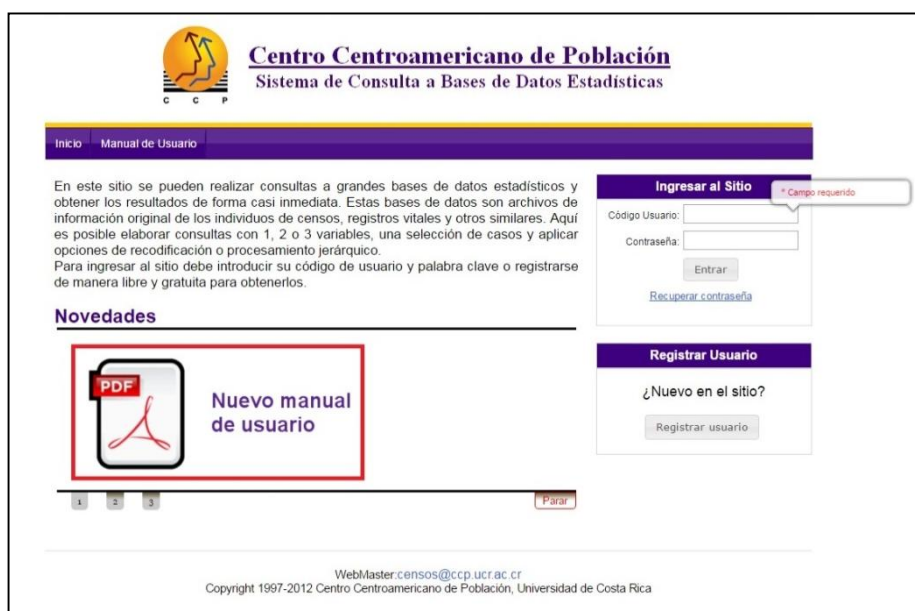 C C P
Centro Centroamericano de Población
Sistema de Consulta a Bases de Datos Estadísticas
Inicio Manual de Usuario
En este sitio se pueden realizar consultas a grandes bases de datos estadísticos y
obtener los resultados de forma casi inmediata. Estas bases de datos son archivos de
información original de los individuos de censos, registros vitales y otros similares. Aquí
es posible elaborar consultas con 1, 2 o 3 variables, una selección de casos y aplicar
opciones de recodificación o procesamiento jerárquico.
Para ingresar al sitio debe introducir su código de usuario y palabra clave o registrarse
de manera libre y gratuita para obtenerlos.
Novedades
PDF
Nuevo manual
de usuario
1 2 3
Parar
Ingresar al Sitio
* Campo requerido
Código Usuario:
Contraseña:
Entrar
Recuperar contraseña
Registrar Usuario
¿Nuevo en el sitio?
Registrar usuario
WebMaster:censos@ccp.ucr.ac.cr
Copyright 1997-2012 Centro Centroamericano de Población, Universidad de Costa Rica